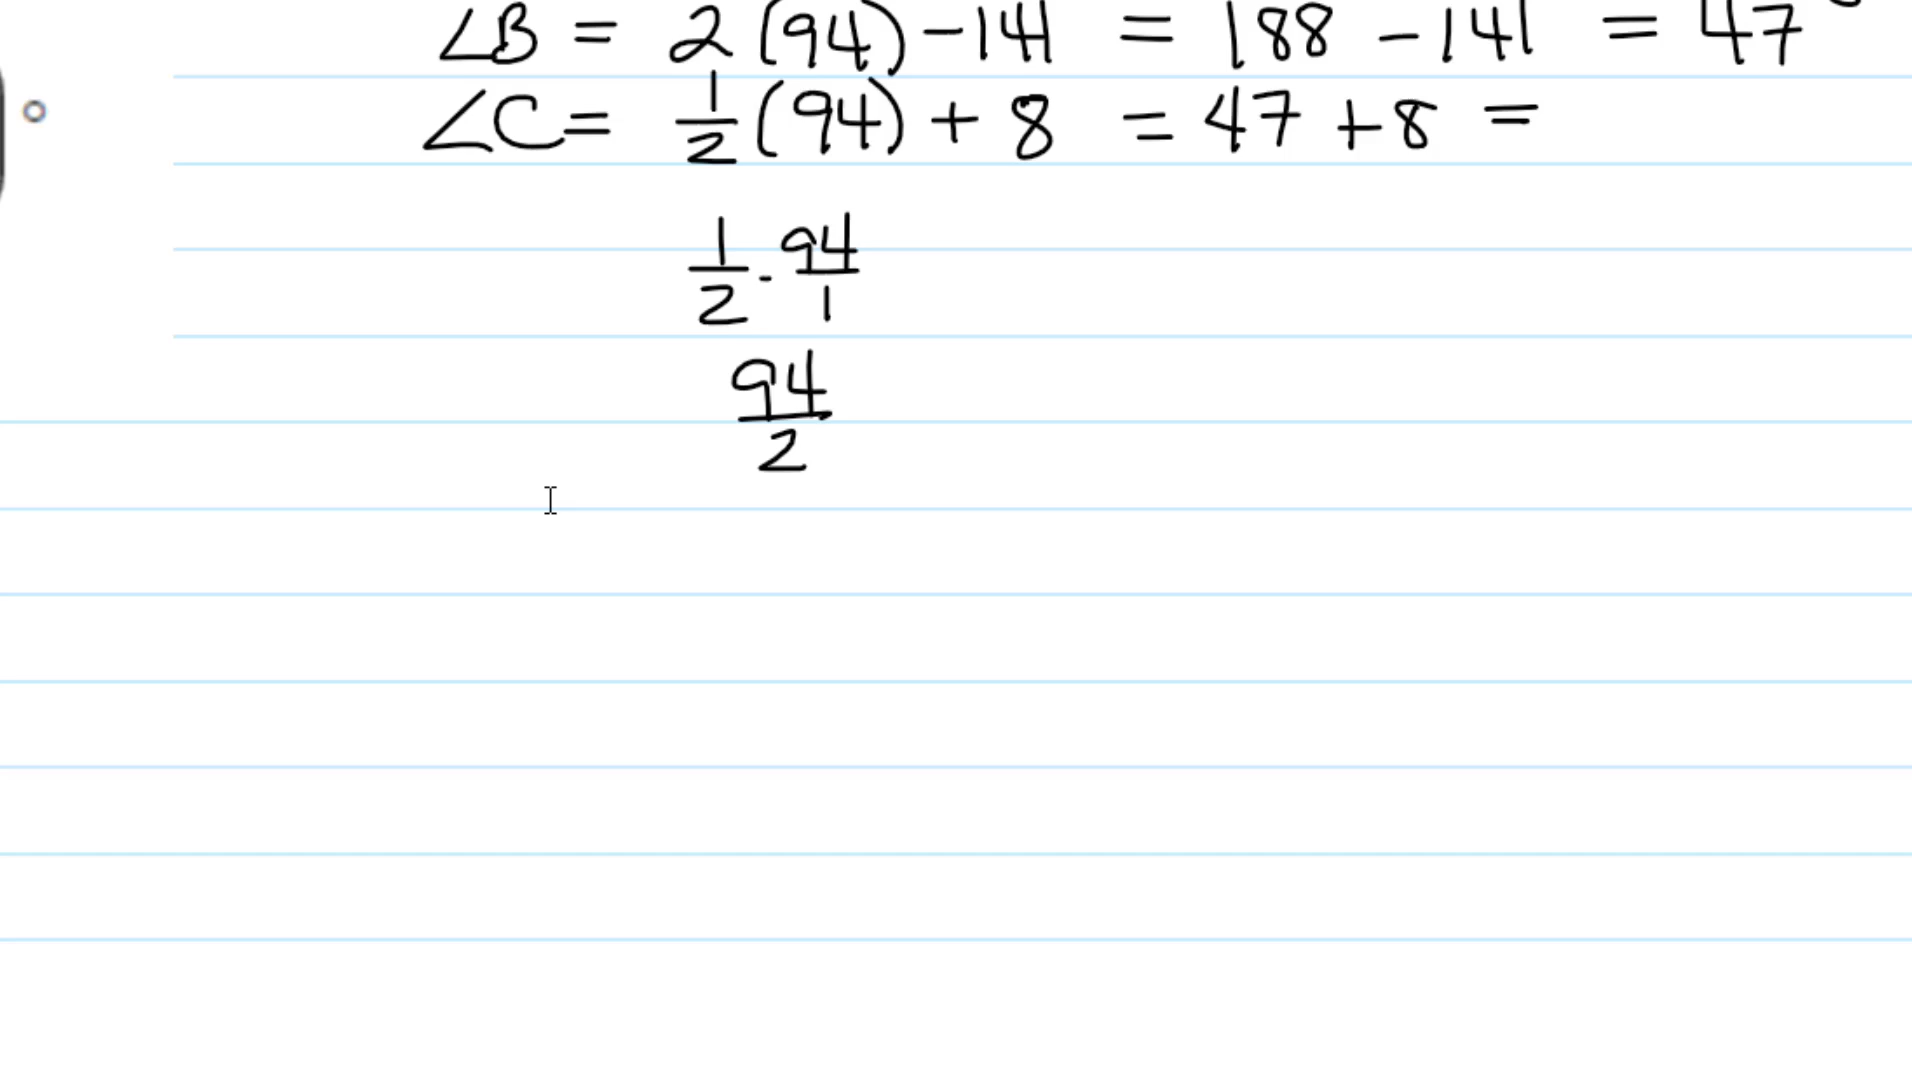 ∠B = 2(94) - 141 = 188 - 141 = 47°
∠C = 1/2 (94) + 8 = 47 + 8 =
1/2 · 94/1
94/2